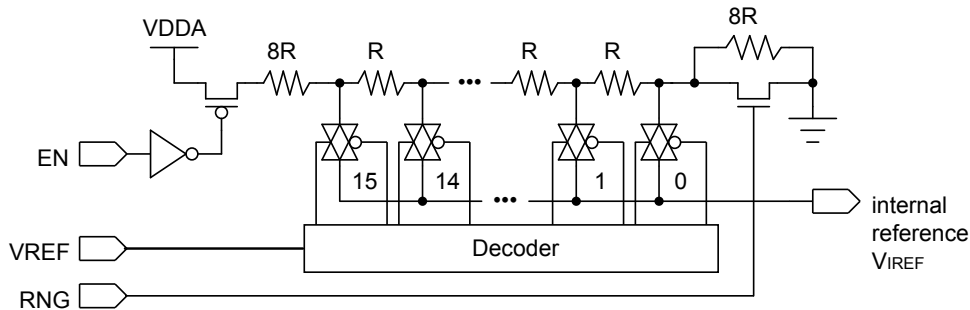 VDDA
8R
R
R
R
8R
•••
EN
15
14
1
0
•••
internal
reference
VIREF
VREF
Decoder
RNG